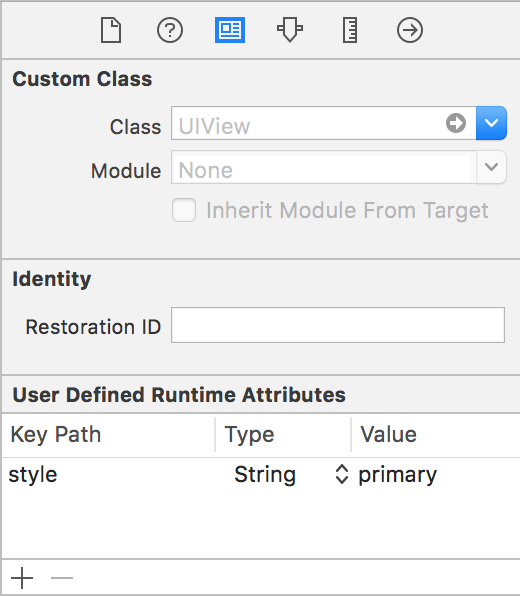 Custom Class
Class UIView
Module None
Inherit Module From Target
Identity
Restoration ID
User Defined Runtime Attributes
Key Path Type Value
style String primary